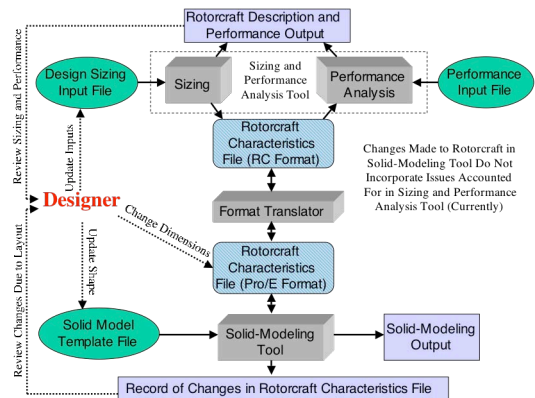 Rotorcraft Description and
Performance Output
Design Sizing
Input File
Sizing
Sizing and
Performance
Analysis Tool
Performance
Analysis
Performance
Input File
Rotorcraft
Characteristics
File (RC Format)
Changes Made to Rotorcraft in
Solid-Modeling Tool Do Not
Incorporate Issues Accounted
For in Sizing and Performance
Analysis Tool (Currently)
Review Sizing and Performance
Update Inputs
Designer
Format Translator
Change Dimensions
Update Shape
Review Changes Due to Layout
Rotorcraft
Characteristics
File (Pro/E Format)
Solid Model
Template File
Solid-Modeling
Tool
Solid-Modeling
Output
Record of Changes in Rotorcraft Characteristics File